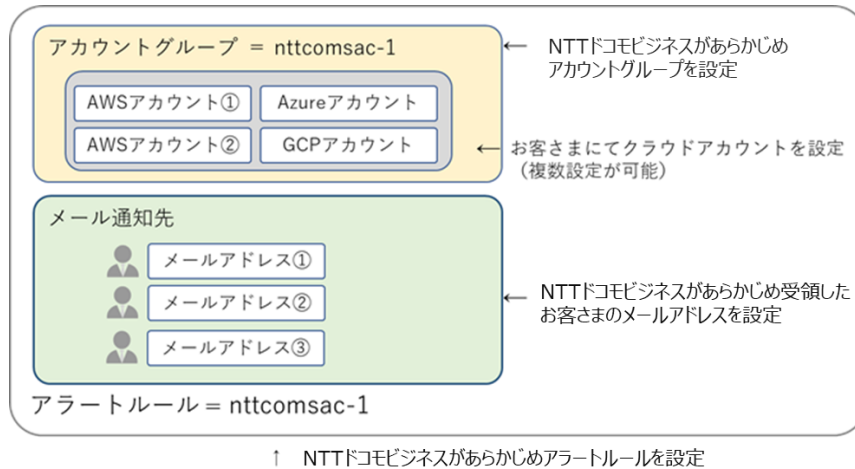 アカウントグループ = nttcomsac-1
← NTTドコモビジネスがあらかじめ
アカウントグループを設定
AWSアカウント①
Azureアカウント
AWSアカウント②
GCPアカウント
← お客さまにてクラウドアカウントを設定
（複数設定が可能）
メール通知先
メールアドレス①
メールアドレス②
メールアドレス③
← NTTドコモビジネスがあらかじめ受領した
お客さまのメールアドレスを設定
アラートルール = nttcomsac-1
↑ NTTドコモビジネスがあらかじめアラートルールを設定